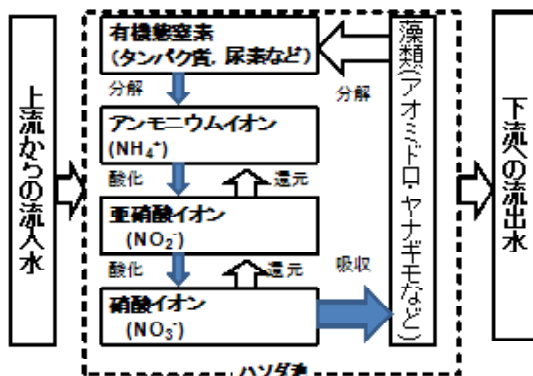 上流からの流入水
有機態窒素
(タンパク質，尿素など)
分解
分解
アンモニウムイオン
(NH₄⁺)
酸化
還元
亜硝酸イオン
(NO₂⁻)
酸化
還元
吸収
硝酸イオン
(NO₃⁻)
藻類(アオミドロ・ヤナギモなど)
下流への流出水